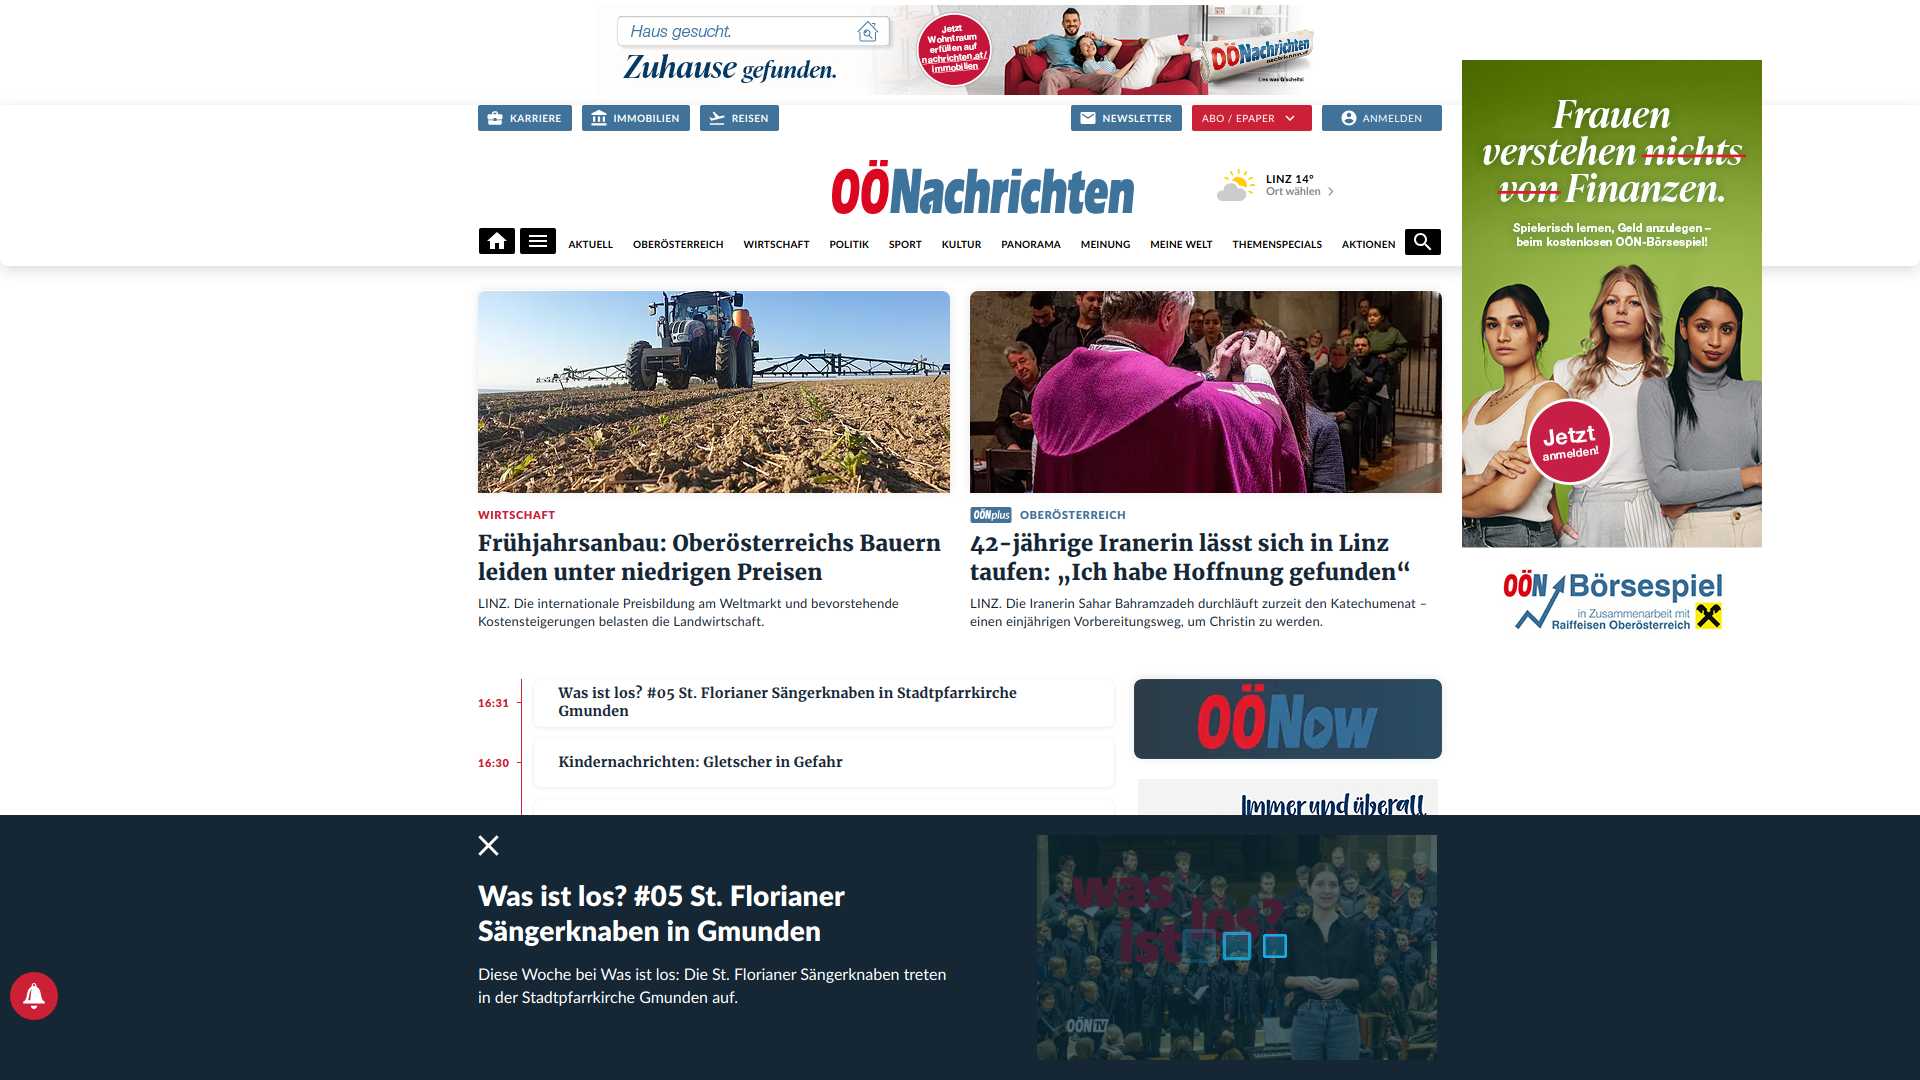 Haus gesucht.
Zuhause gefunden.
Jetzt
Wohntraum
erfüllen auf
nachrichten.at/
immobilien
OÖNachrichten
Lies was G'scheits!
KARRIERE
IMMOBILIEN
REISEN
NEWSLETTER
ABO / EPAPER
ANMELDEN
OÖNachrichten
LINZ 14°
Ort wählen
AKTUELL
OBERÖSTERREICH
WIRTSCHAFT
POLITIK
SPORT
KULTUR
PANORAMA
MEINUNG
MEINE WELT
THEMENSPECIALS
AKTIONEN
Frauen
verstehen nichts
von Finanzen.
Spielerisch lernen, Geld anzulegen –
beim kostenlosen OÖN-Börsespiel!
Jetzt
anmelden!
OÖN Börsespiel
in Zusammenarbeit mit
Raiffeisen Oberösterreich
WIRTSCHAFT
Frühjahrsanbau: Oberösterreichs Bauern
leiden unter niedrigen Preisen
LINZ. Die internationale Preisbildung am Weltmarkt und bevorstehende
Kostensteigerungen belasten die Landwirtschaft.
OÖNplus OBERÖSTERREICH
42-jährige Iranerin lässt sich in Linz
taufen: „Ich habe Hoffnung gefunden“
LINZ. Die Iranerin Sahar Bahramzadeh durchläuft zurzeit den Katechumenat –
einen einjährigen Vorbereitungsweg, um Christin zu werden.
16:31
Was ist los? #05 St. Florianer Sängerknaben in Stadtpfarrkirche
Gmunden
16:30
Kindernachrichten: Gletscher in Gefahr
OÖNow
Immer und überall
Was ist los? #05 St. Florianer
Sängerknaben in Gmunden
Diese Woche bei Was ist los: Die St. Florianer Sängerknaben treten
in der Stadtpfarrkirche Gmunden auf.
was
ist los?
OÖN TV